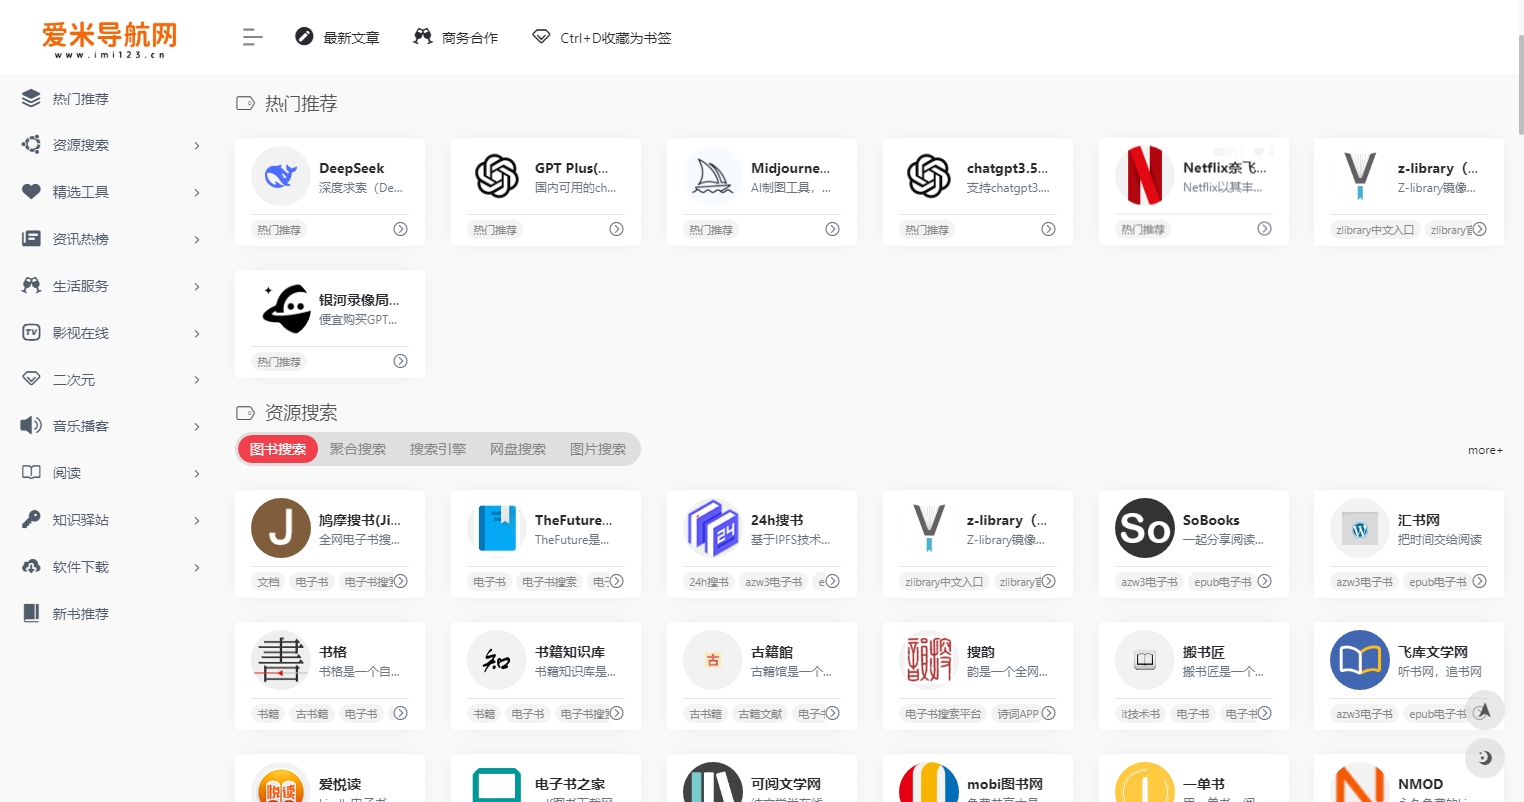 爱米导航网
www.imi123.cn
最新文章
商务合作
Ctrl+D收藏为书签
热门推荐
资源搜索
精选工具
资讯热榜
生活服务
影视在线
二次元
音乐播客
阅读
知识驿站
软件下载
新书推荐
热门推荐
DeepSeek
深度求索（De...
热门推荐
GPT Plus(...
国内可用的ch...
热门推荐
Midjourne...
AI制图工具，...
热门推荐
chatgpt3.5...
支持chatgpt3....
热门推荐
Netflix奈飞...
Netflix以其丰...
热门推荐
z-library（...
Z-library镜像...
zlibrary中文入口 zlibrary
银河录像局...
便宜购买GPT...
热门推荐
资源搜索
图书搜索 聚合搜索 搜索引擎 网盘搜索 图片搜索
more+
J
鸠摩搜书(Ji...
全网电子书搜...
文档 电子书 电子书搜
TheFuture...
TheFuture是...
电子书 电子书搜索 电
24
24h搜书
基于IPFS技术...
24h搜书 azw3电子书 e
z-library（...
Z-library镜像...
zlibrary中文入口 zlibrary
So
SoBooks
一起分享阅读...
azw3电子书 epub电子书
汇书网
把时间交给阅读
azw3电子书 epub电子书
書
书格
书格是一个自...
书籍 古书籍 电子书
知
书籍知识库
书籍知识库是...
书籍 电子书 电子书搜
古
古籍館
古籍馆是一个...
古书籍 古籍文献 电子
搜韵
韵是一个全网...
电子书搜索平台 诗词APP
搬书匠
搬书匠是一个...
it技术书 电子书 电子书
飞库文学网
听书网，追书网
azw3电子书 epub电子书
悦读
爱悦读
电子书之家
可阅文学网
mobi图书网
一单书
NMOD